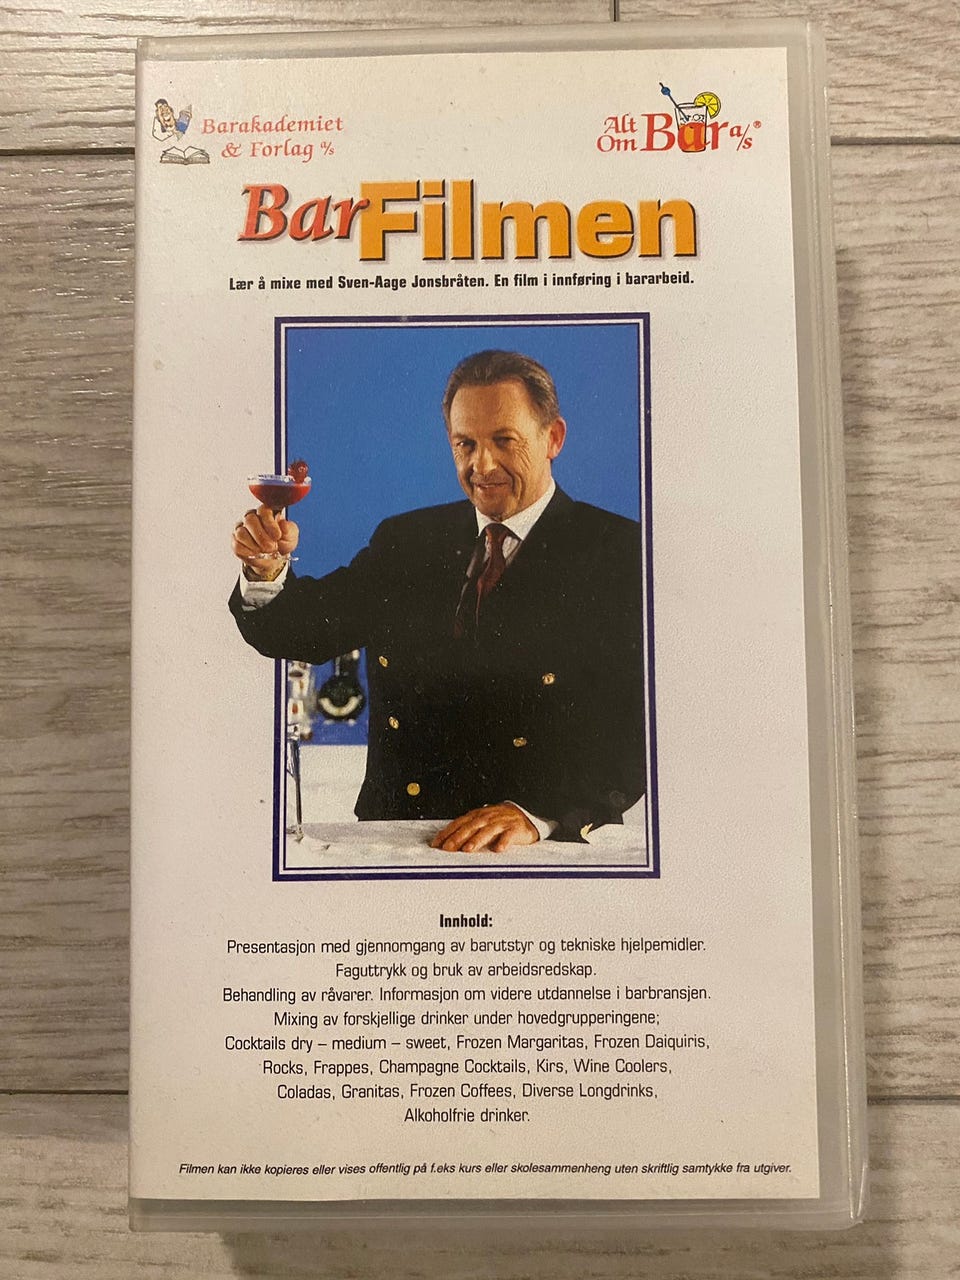 Barakademiet
& Forlag a/s
Alt
Om Bar a/s®
BarFilmen
Lær å mixe med Sven-Aage Jonsbråten. En film i innføring i bararbeid.
Innhold:
Presentasjon med gjennomgang av barutstyr og tekniske hjelpemidler.
Faguttrykk og bruk av arbeidsredskap.
Behandling av råvarer. Informasjon om videre utdannelse i barbransjen.
Mixing av forskjellige drinker under hovedgrupperingene;
Cocktails dry – medium – sweet, Frozen Margaritas, Frozen Daiquiris,
Rocks, Frappes, Champagne Cocktails, Kirs, Wine Coolers,
Coladas, Granitas, Frozen Coffees, Diverse Longdrinks,
Alkoholfrie drinker.
Filmen kan ikke kopieres eller vises offentlig på f.eks kurs eller skolesammenheng uten skriftlig samtykke fra utgiver.